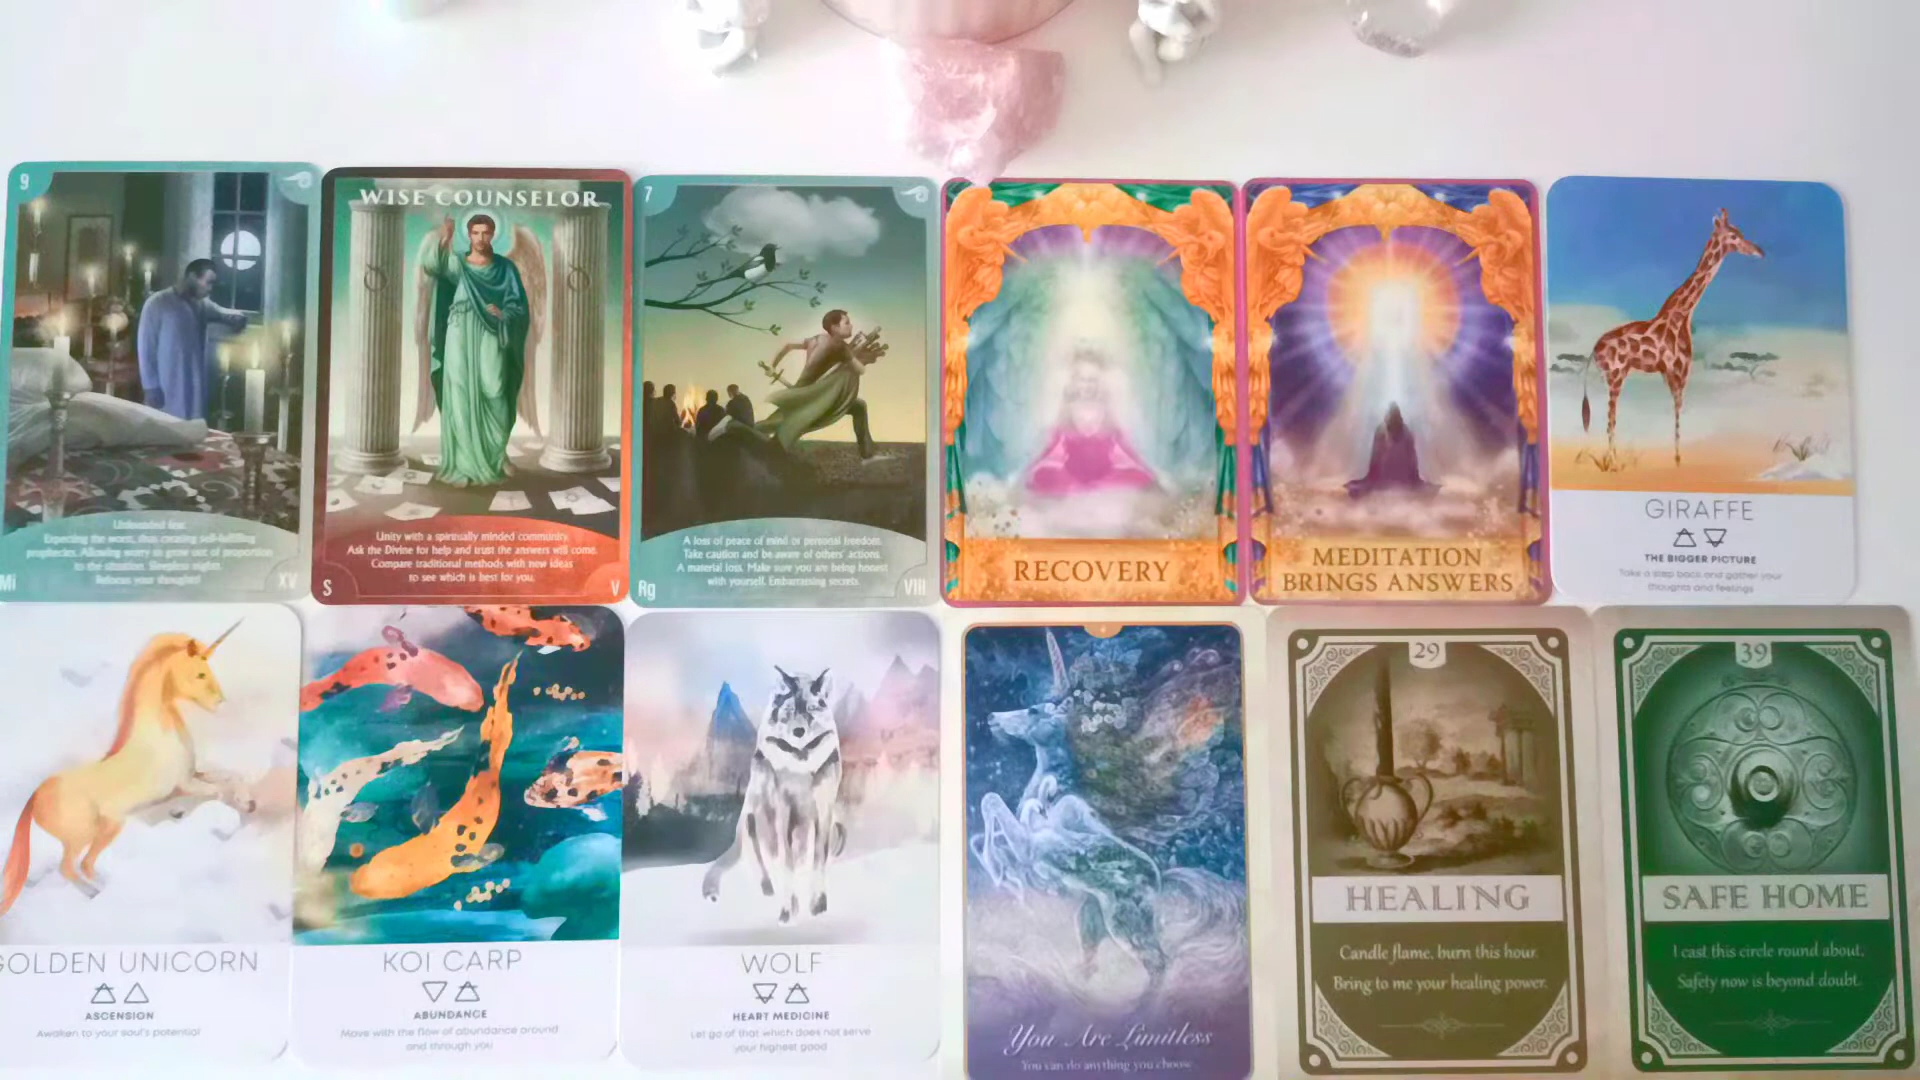 9
Unfounded fear.
Expecting the worst, thus creating self-fulfilling
prophecies. Allowing worry to grow out of proportion
to the situation. Sleepless nights.
Refocus your thoughts!
Mi
XV
WISE COUNSELOR
Unity with a spiritually minded community.
Ask the Divine for help and trust the answers will come.
Compare traditional methods with new ideas
to see which is best for you.
S
V
7
A loss of peace of mind or personal freedom.
Take caution and be aware of others' actions.
A material loss. Make sure you are being honest
with yourself. Embarrassing secrets.
Rg
VIII
RECOVERY
MEDITATION
BRINGS ANSWERS
GIRAFFE
THE BIGGER PICTURE
Take a step back and gather your
thoughts and feelings
GOLDEN UNICORN
ASCENSION
Awaken to your soul's potential
KOI CARP
ABUNDANCE
Move with the flow of abundance around
and through you
WOLF
HEART MEDICINE
Let go of that which does not serve
your highest good
You Are Limitless
You can do anything you choose
29
HEALING
Candle flame, burn this hour.
Bring to me your healing power.
39
SAFE HOME
I cast this circle round about,
Safety now is beyond doubt.